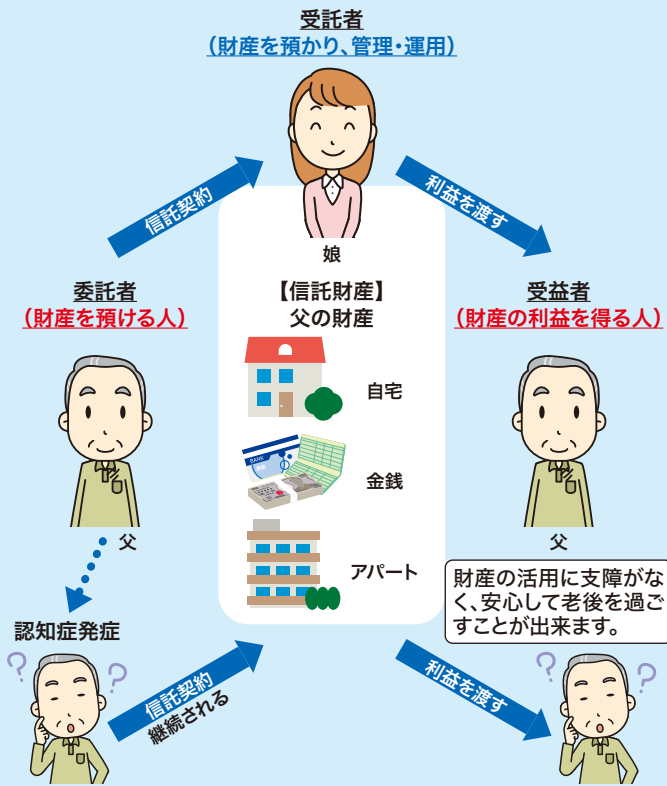 受託者
(財産を預かり、管理・運用)
信託契約
利益を渡す
娘
委託者
(財産を預ける人)
【信託財産】
父の財産
受益者
(財産の利益を得る人)
自宅
BANK
金銭
父
父
アパート
財産の活用に支障がな
く、安心して老後を過ご
すことが出来ます。
認知症発症
?
?
信託契約
継続される
利益を渡す
?
?